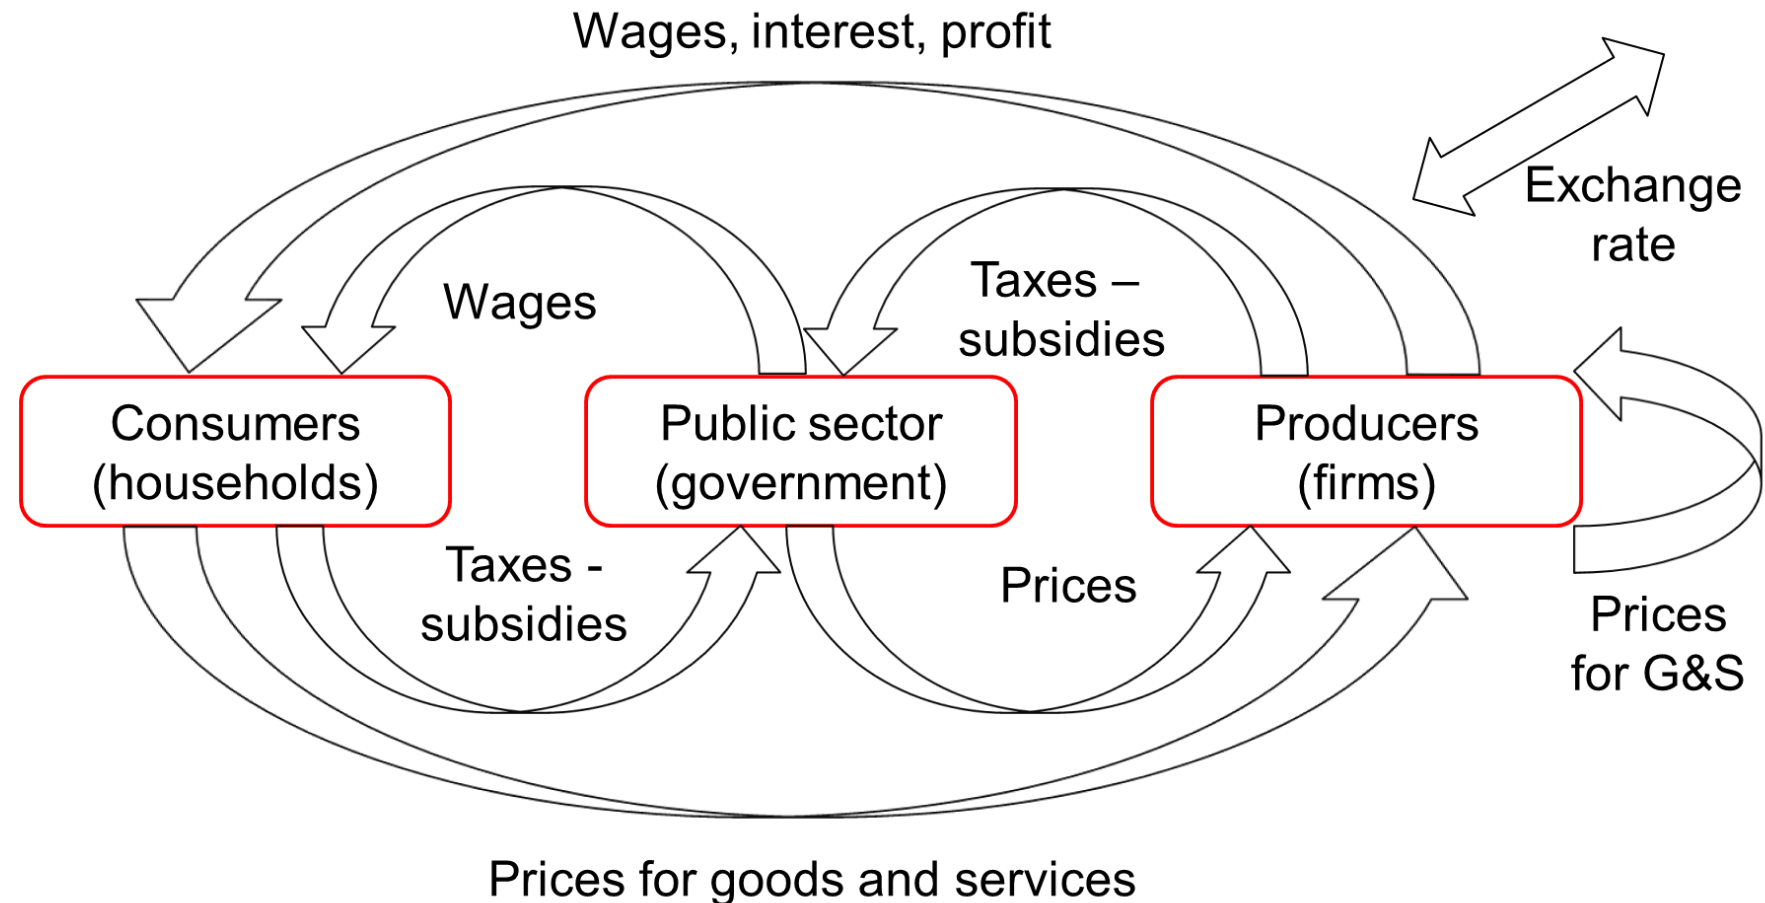 Wages, interest, profit
Exchange
rate
Wages
Taxes –
subsidies
Consumers
(households)
Public sector
(government)
Producers
(firms)
Taxes -
subsidies
Prices
Prices
for G&S
Prices for goods and services